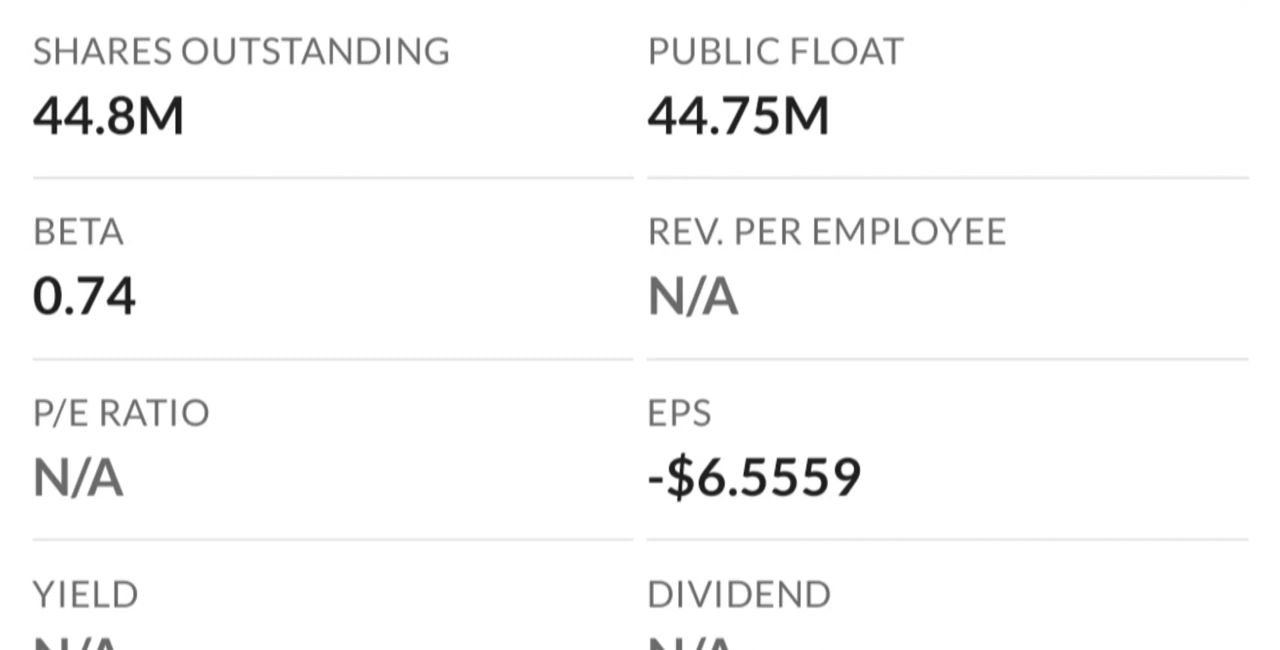 SHARES OUTSTANDING
44.8M
PUBLIC FLOAT
44.75M
BETA
0.74
REV. PER EMPLOYEE
N/A
P/E RATIO
N/A
EPS
-$6.5559
YIELD
N/A
DIVIDEND
N/A